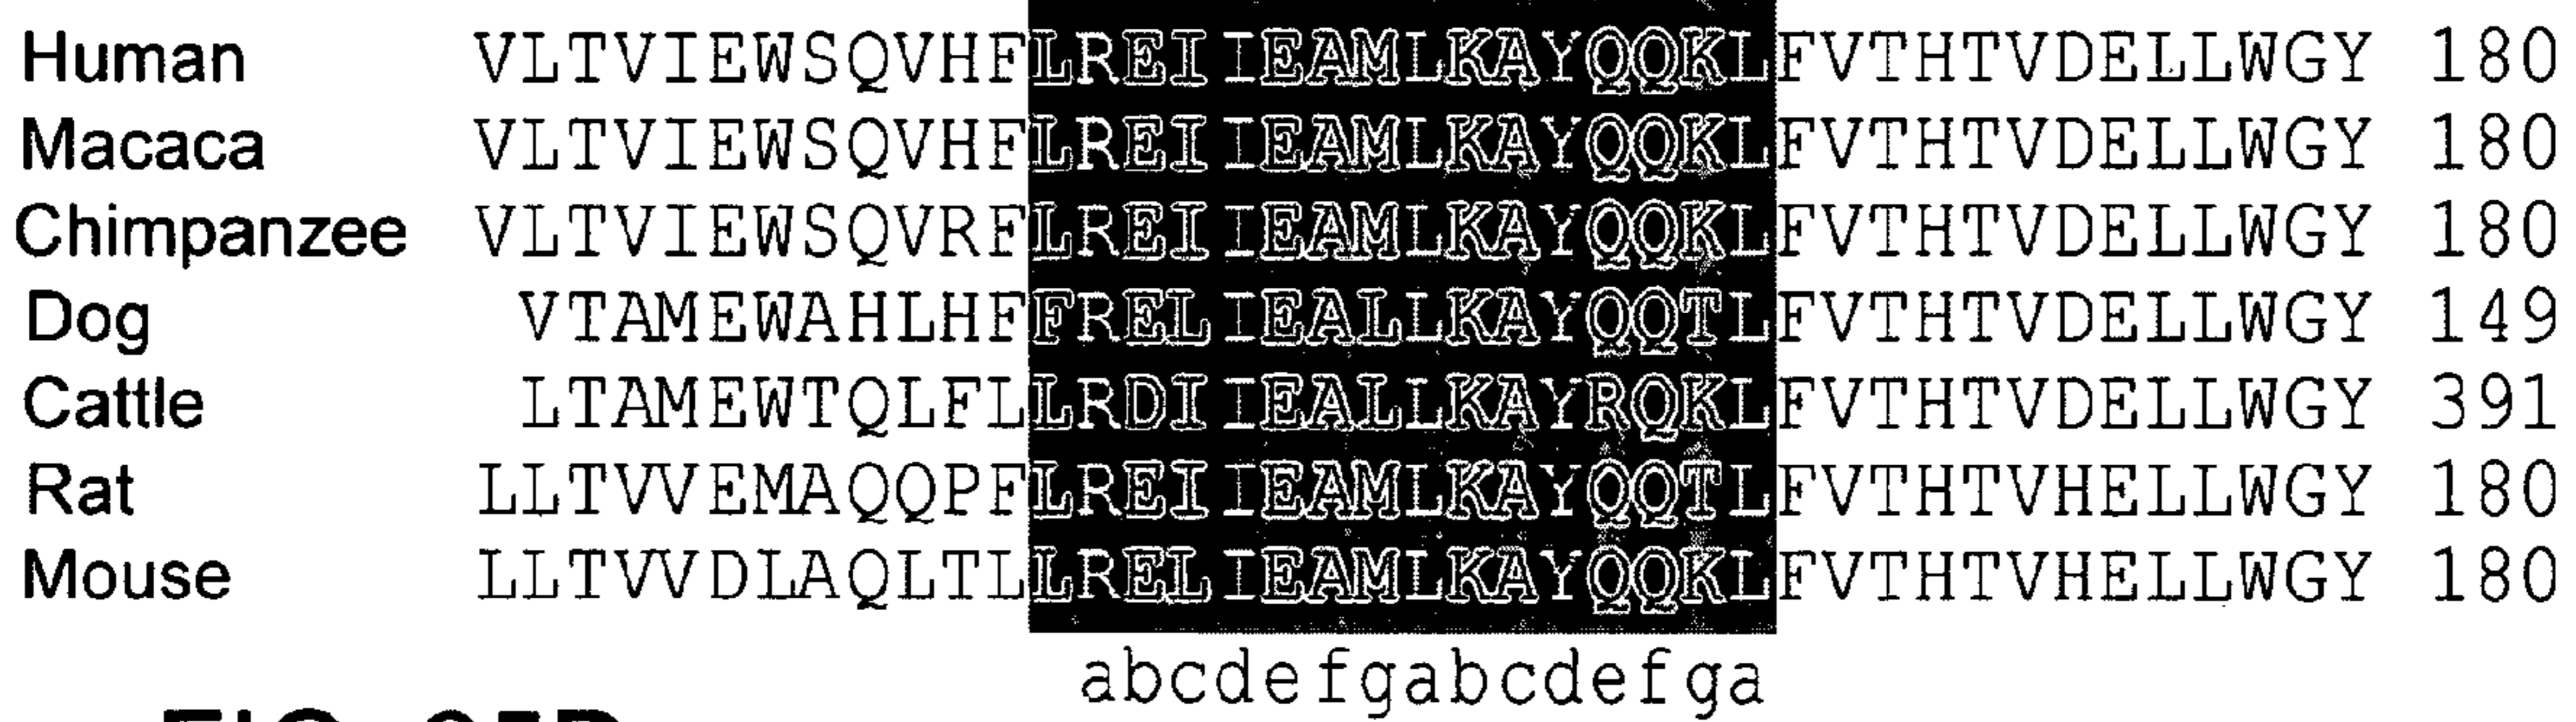 Human VLTVIEWSQVHFLREIIEAMLKAYQQKLFVTHTVDELLWGY 180
Macaca VLTVIEWSQVHFLREIIEAMLKAYQQKLFVTHTVDELLWGY 180
Chimpanzee VLTVIEWSQVRFLREIIEAMLKAYQQKLFVTHTVDELLWGY 180
Dog VTAMEWAHLHFFRELIEALLKAYQQTLFVTHTVDELLWGY 149
Cattle LTAMEWTQLFLLRDIIEALLKAYRQKLFVTHTVDELLWGY 391
Rat LLTVVEMAQQPFLREIIEAMLKAYQQTLFVTHTVHELLWGY 180
Mouse LLTVVDLAQLTLLRELIEAMLKAYQQKLFVTHTVHELLWGY 180
abcdefgabcdefga